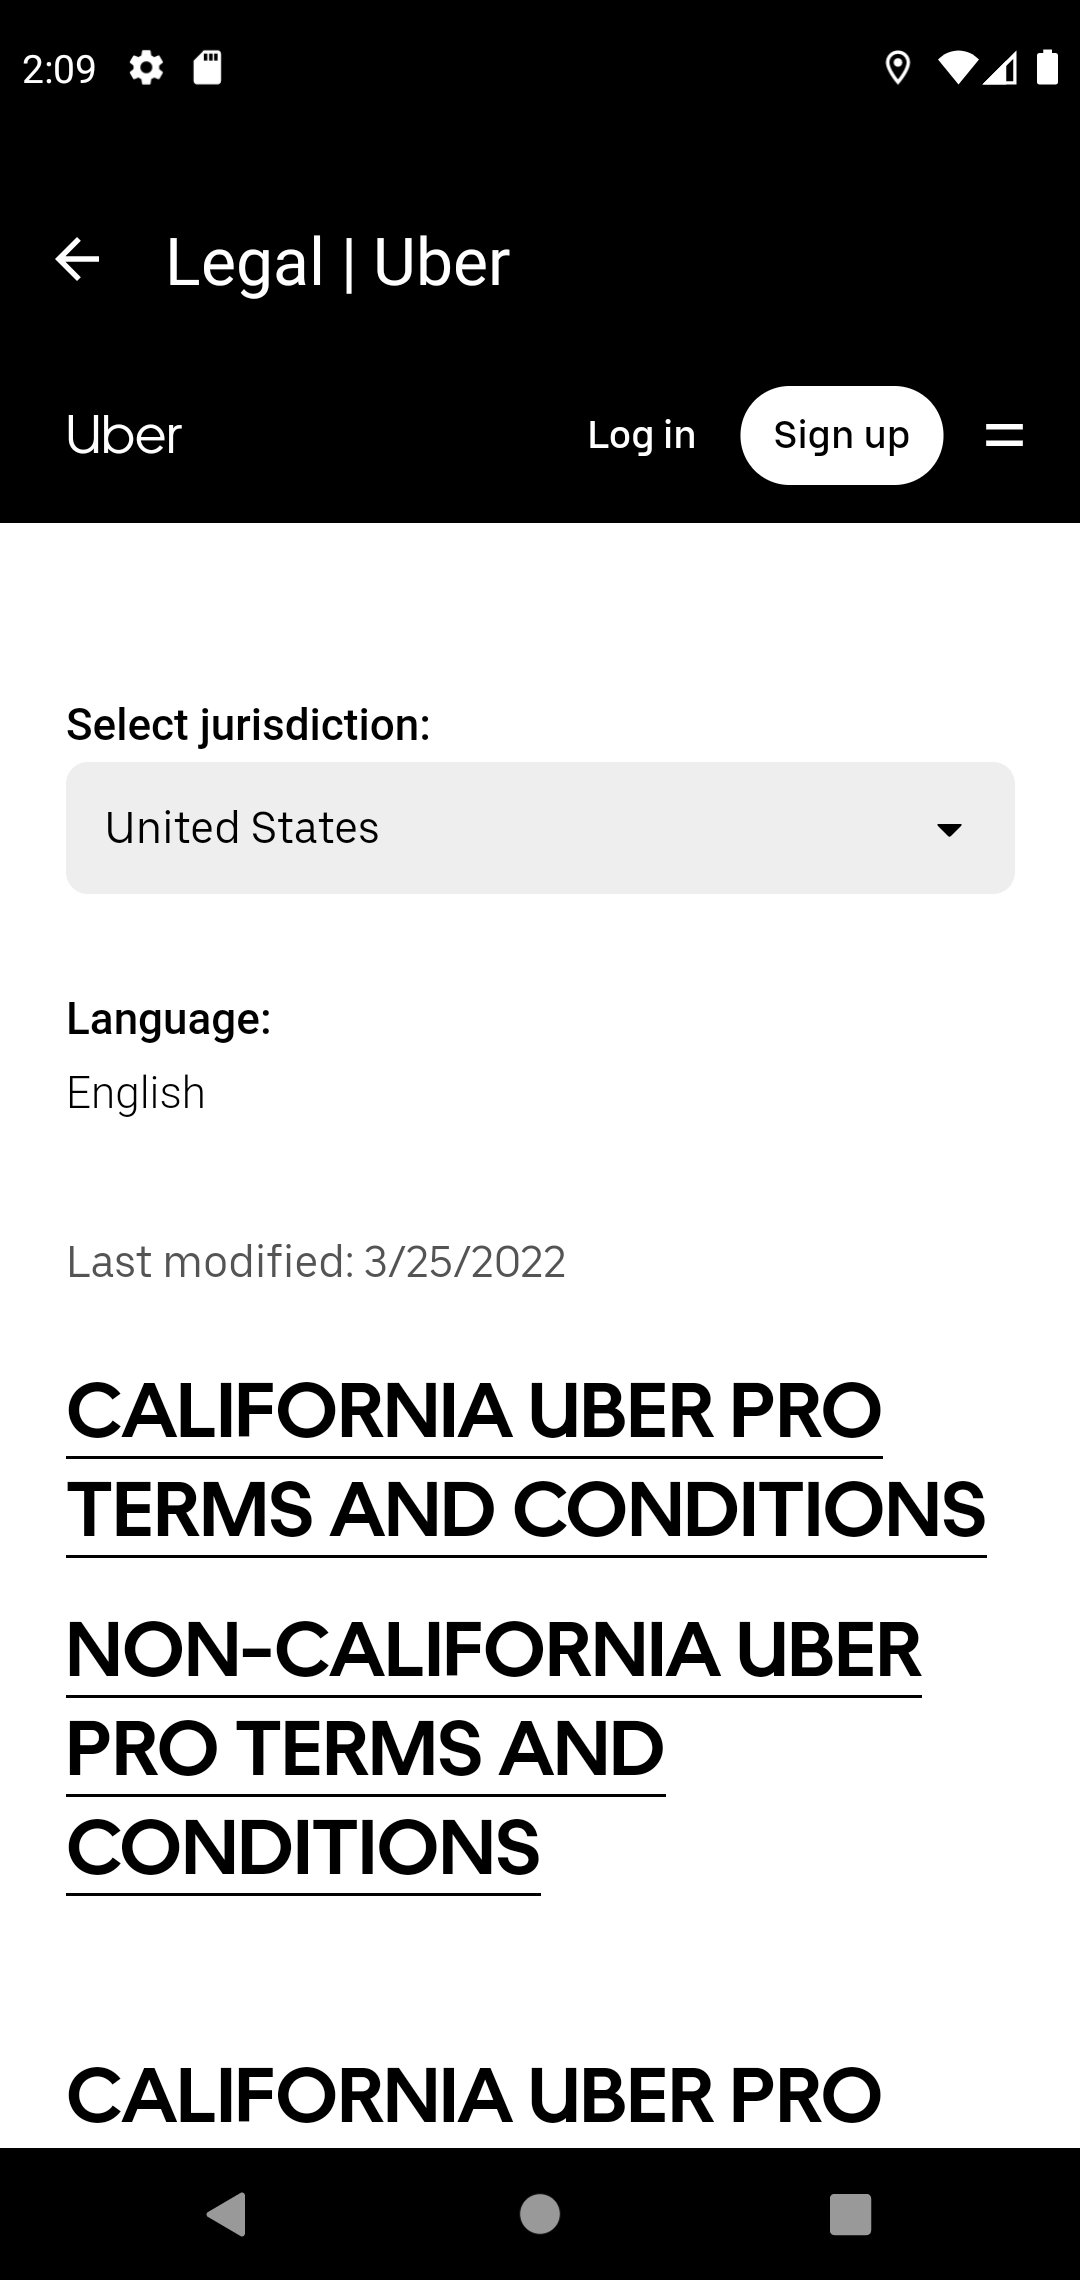 2:09
Legal | Uber
Uber
Log in
Sign up
Select jurisdiction:
United States
Language:
English
Last modified: 3/25/2022
CALIFORNIA UBER PRO
TERMS AND CONDITIONS
NON-CALIFORNIA UBER
PRO TERMS AND
CONDITIONS
CALIFORNIA UBER PRO